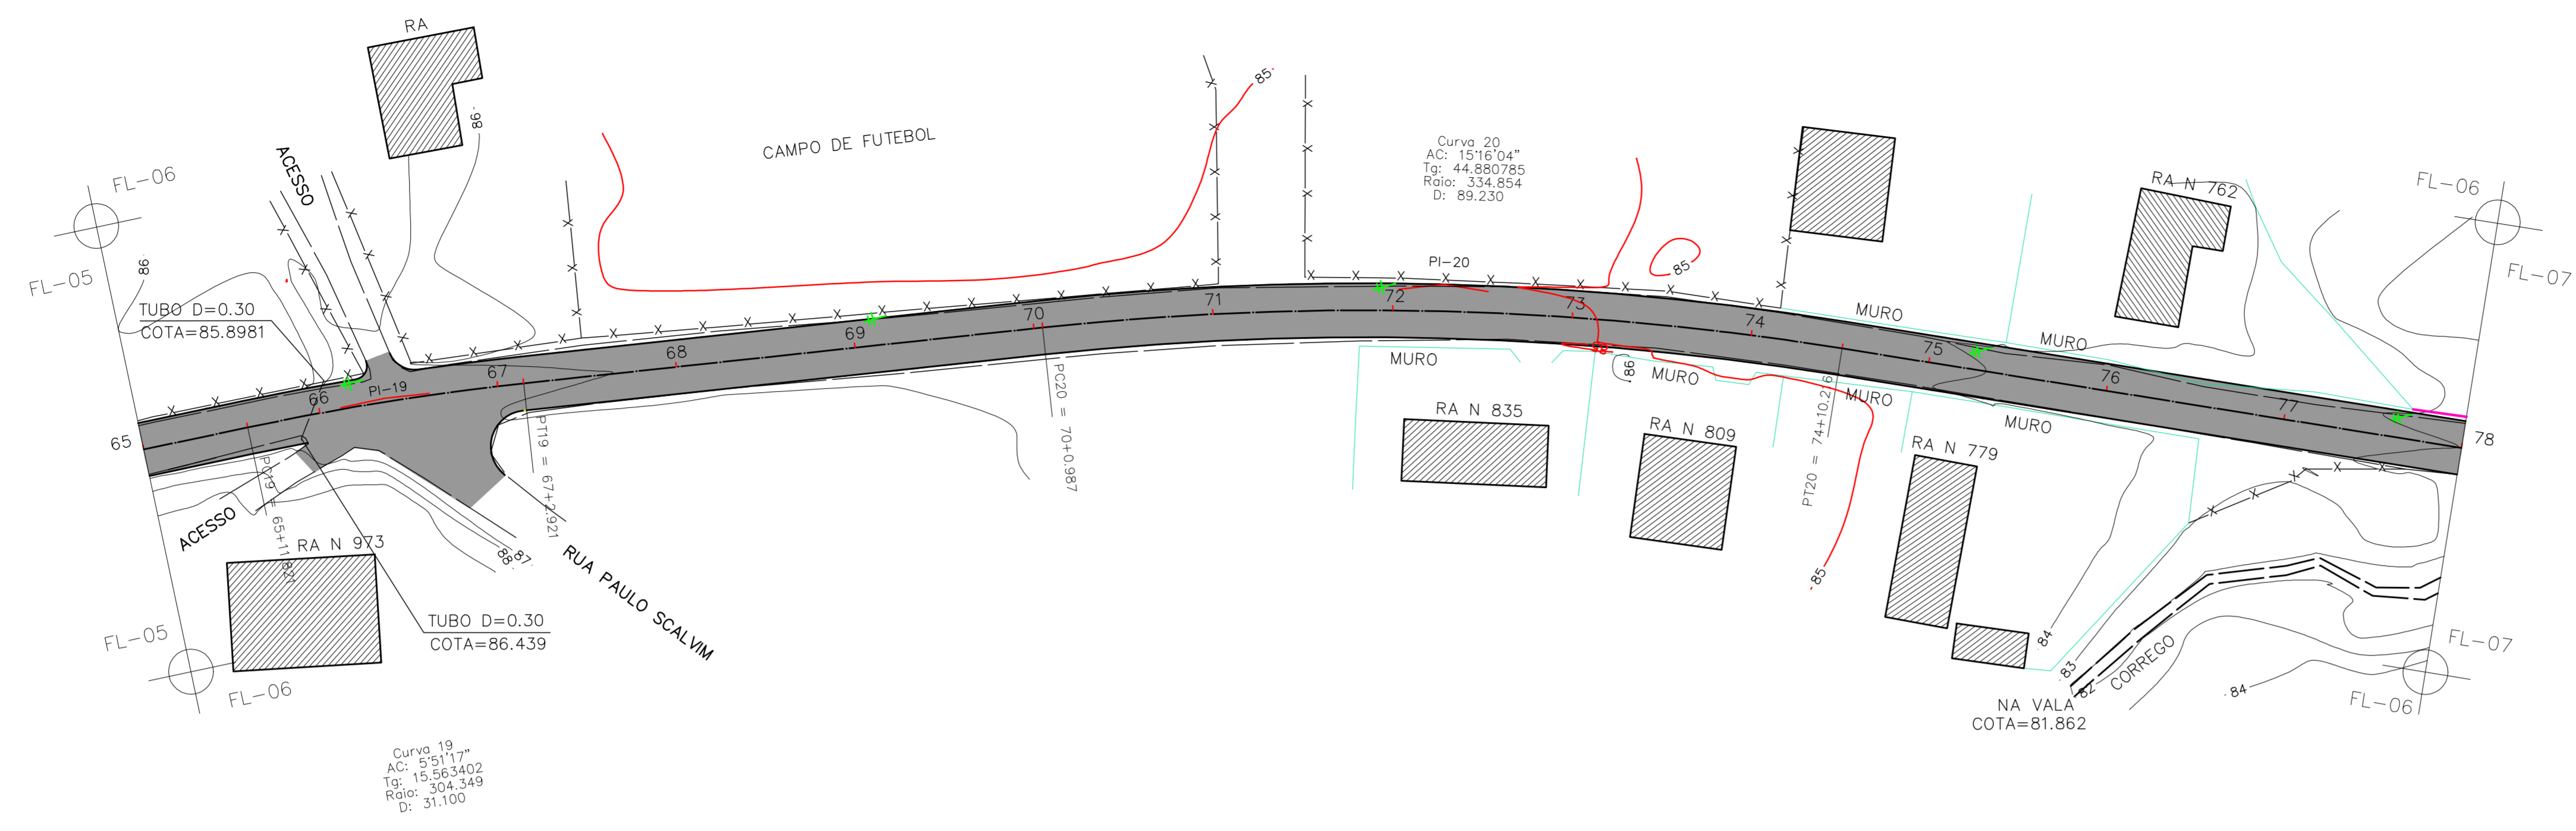 RA
86
ACESSO
FL-06
FL-05
86
TUBO D=0.30
COTA=85.8981
CAMPO DE FUTEBOL
85
Curva 20
AC: 15°16'04"
Tg: 44.880785
Raio: 334.854
D: 89.230
PI-20
85
RA N 762
FL-06
FL-07
65
66
PI-19
67
68
69
70
71
72
73
74
75
76
77
78
MURO
MURO
MURO
86
MURO
MURO
MURO
PC19 = 65+11.821
PT19 = 67+2.921
PC20 = 70+0.987
PT20 = 74+10.216
RA N 835
RA N 809
RA N 779
ACESSO
RA N 973
87
88
RUA PAULO SCALVIM
TUBO D=0.30
COTA=86.439
85
84
83
82
CORREGO
84
NA VALA
COTA=81.862
FL-05
FL-06
FL-07
FL-06
Curva 19
AC: 5°51'17"
Tg: 15.563402
Raio: 304.349
D: 31.100